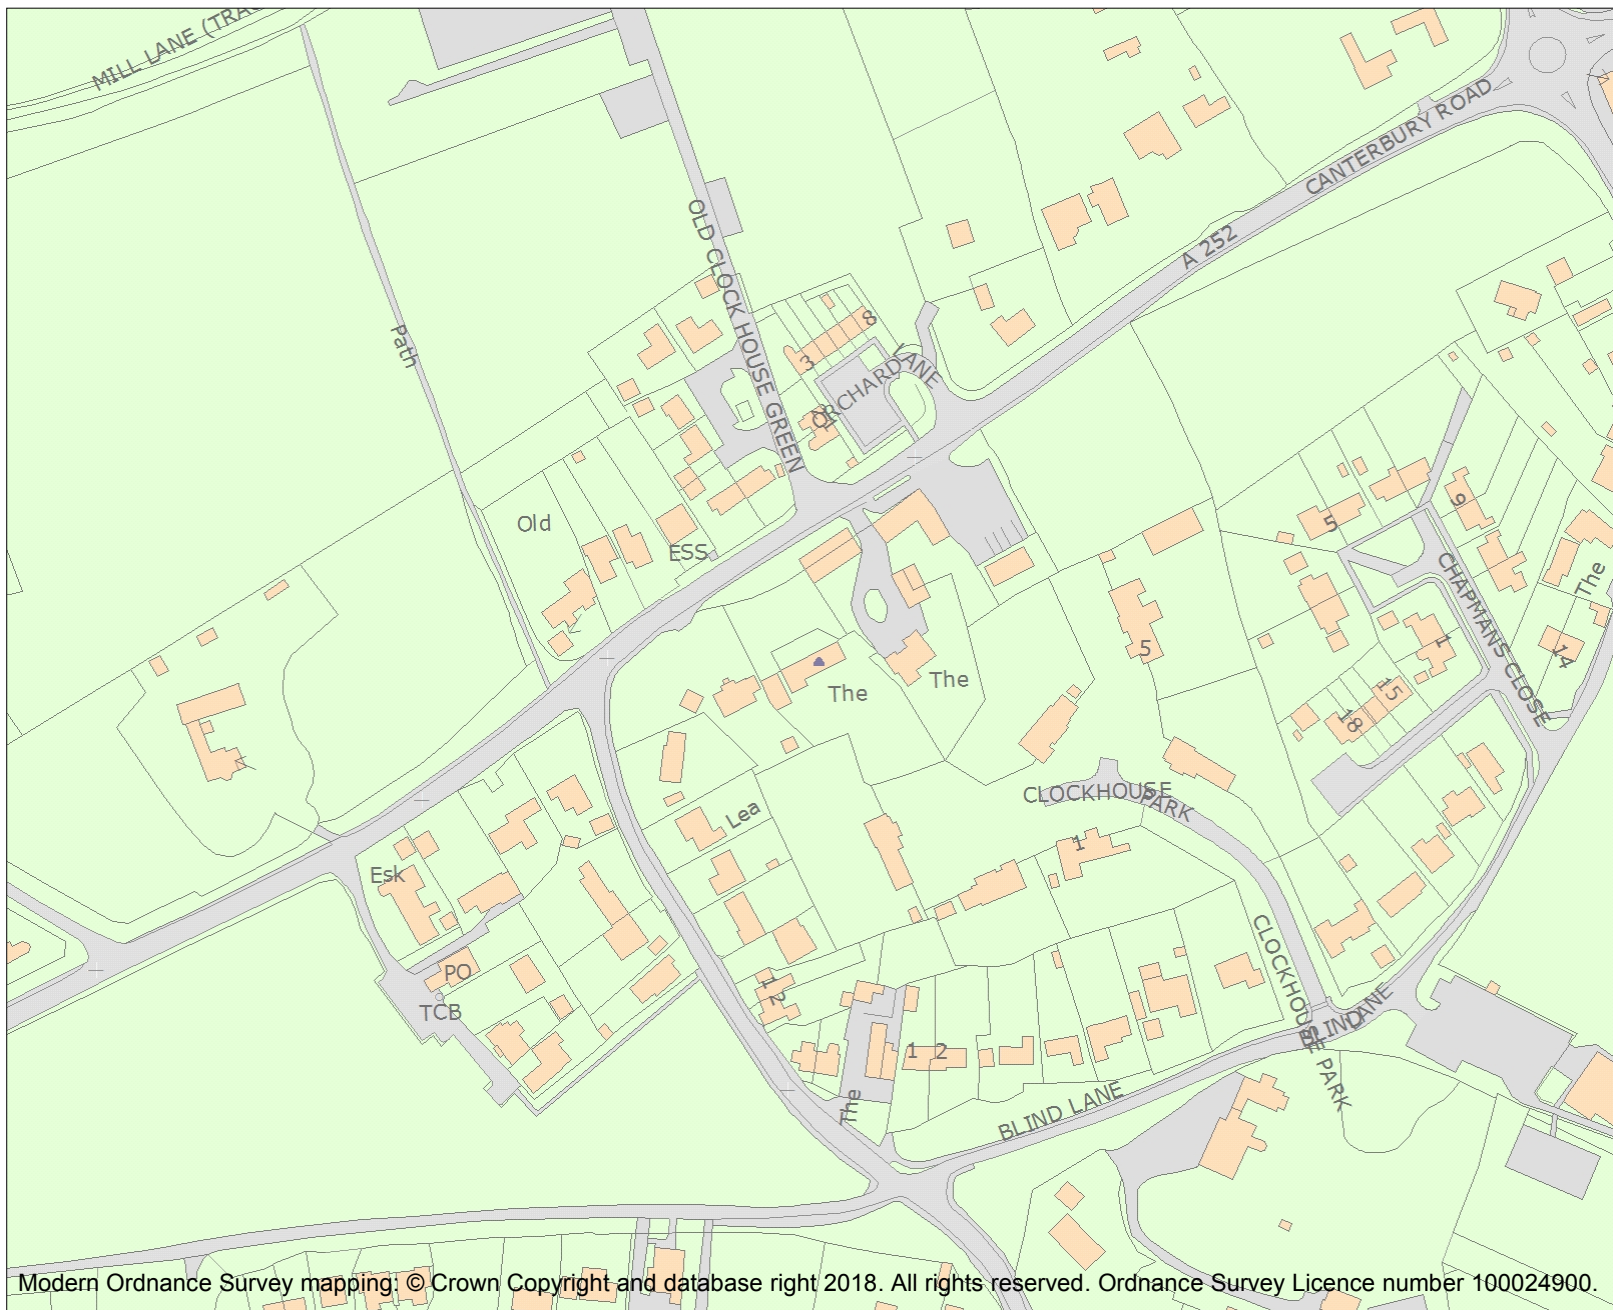 MILL LANE (TRAC
CANTERBURY ROAD
A 252
OLD CLOCK HOUSE GREEN
Path
8
3
ORCHARD
LANE
Old
ESS
9
5
CHAPMANS CLOSE
The
1
14
5
The
The
15
18
CLOCKHOUSE
PARK
Lea
1
Esk
PO
TCB
1 2
1 2
The
CLOCKHOUSE PARK
BLIND
LANE
BLIND LANE
Modern Ordnance Survey mapping: © Crown Copyright and database right 2018. All rights reserved. Ordnance Survey Licence number 100024900.